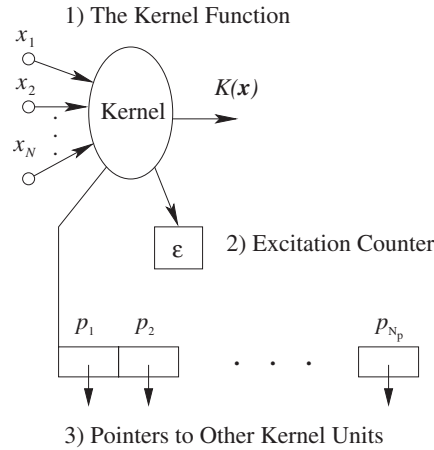 1) The Kernel Function
x1
x2
xN
Kernel
K(x)
ε
2) Excitation Counter
p1 p2 . . . pNp
3) Pointers to Other Kernel Units